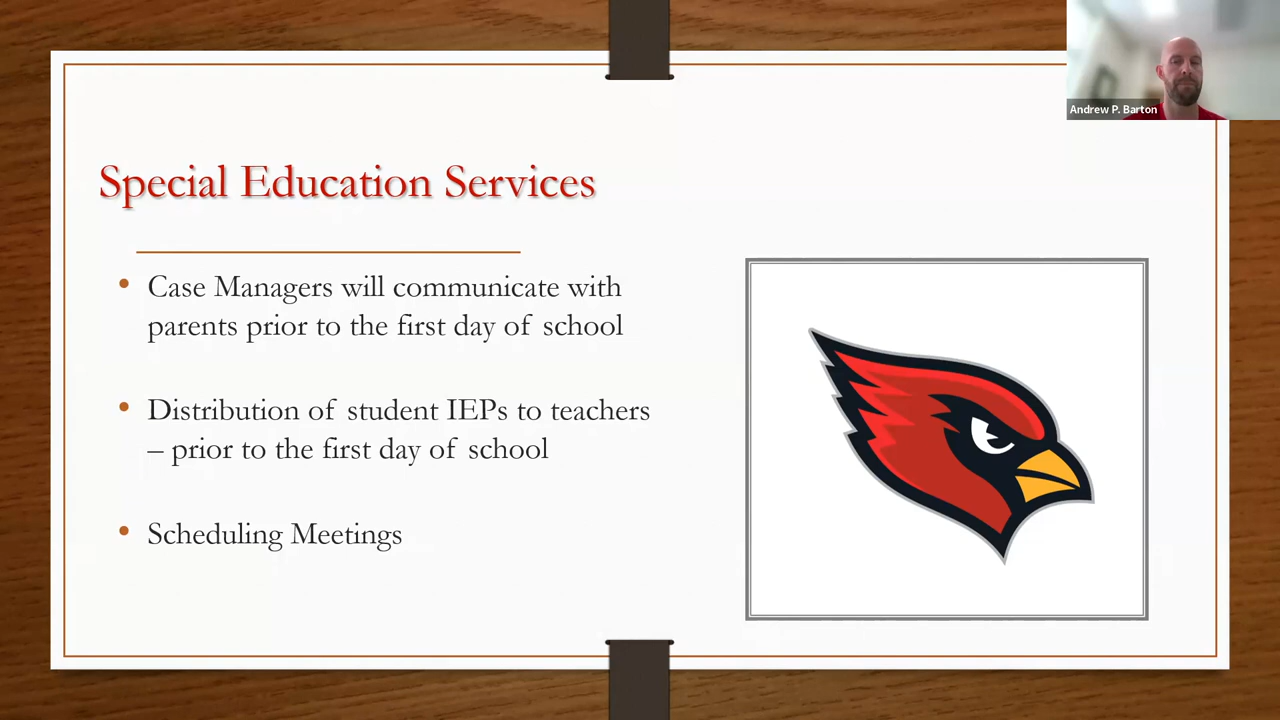 Andrew P. Barton
Special Education Services
• Case Managers will communicate with
parents prior to the first day of school
• Distribution of student IEPs to teachers
– prior to the first day of school
• Scheduling Meetings